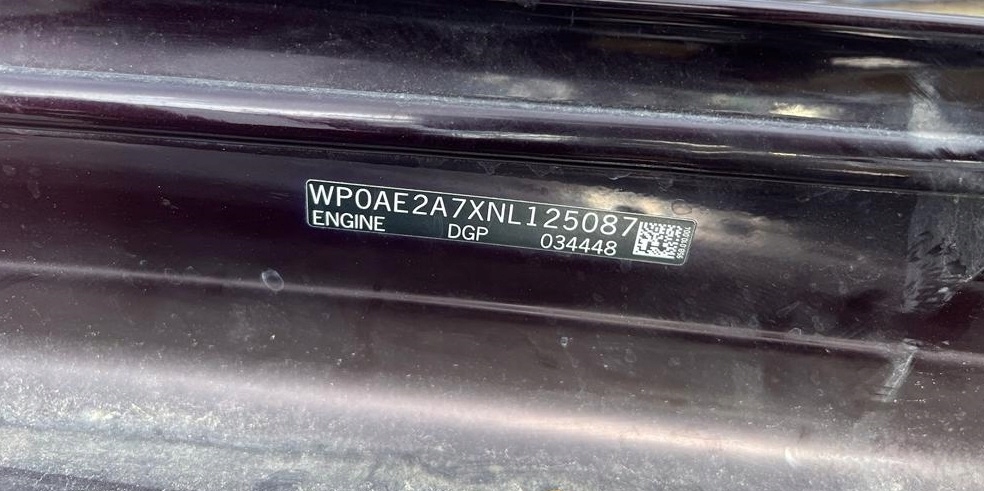 WP0AE2A7XNL125087
ENGINE DGP 034448